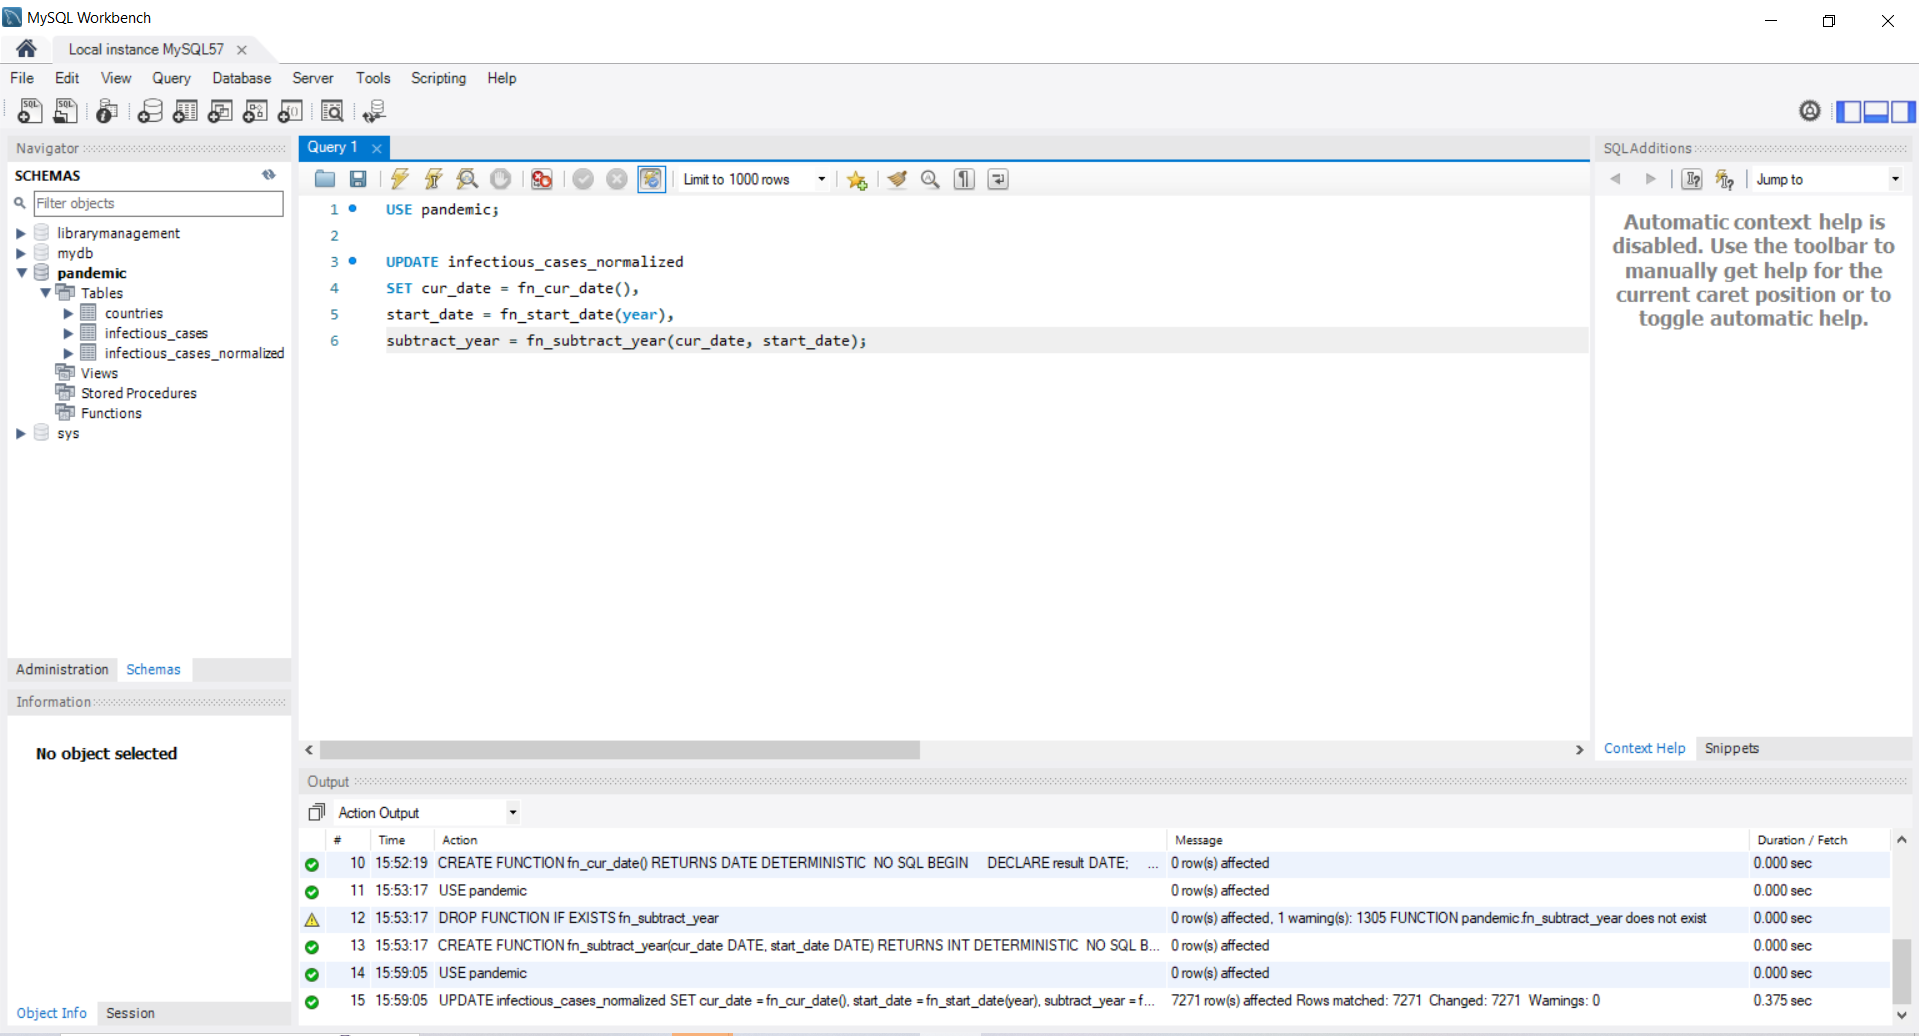 MySQL Workbench
Local instance MySQL57
File Edit View Query Database Server Tools Scripting Help
Navigator
SCHEMAS
Filter objects
librarymanagement
mydb
pandemic
Tables
countries
infectious_cases
infectious_cases_normalized
Views
Stored Procedures
Functions
sys
Administration Schemas
Information
No object selected
Object Info Session
Query 1
Limit to 1000 rows
1 USE pandemic;
2
3 UPDATE infectious_cases_normalized
4 SET cur_date = fn_cur_date(),
5 start_date = fn_start_date(year),
6 subtract_year = fn_subtract_year(cur_date, start_date);
SQLAdditions
Jump to
Automatic context help is
disabled. Use the toolbar to
manually get help for the
current caret position or to
toggle automatic help.
Context Help Snippets
Output
Action Output
# Time Action Message Duration / Fetch
10 15:52:19 CREATE FUNCTION fn_cur_date() RETURNS DATE DETERMINISTIC NO SQL BEGIN DECLARE result DATE; ... 0 row(s) affected 0.000 sec
11 15:53:17 USE pandemic 0 row(s) affected 0.000 sec
12 15:53:17 DROP FUNCTION IF EXISTS fn_subtract_year 0 row(s) affected, 1 warning(s): 1305 FUNCTION pandemic.fn_subtract_year does not exist 0.000 sec
13 15:53:17 CREATE FUNCTION fn_subtract_year(cur_date DATE, start_date DATE) RETURNS INT DETERMINISTIC NO SQL B... 0 row(s) affected 0.000 sec
14 15:59:05 USE pandemic 0 row(s) affected 0.000 sec
15 15:59:05 UPDATE infectious_cases_normalized SET cur_date = fn_cur_date(), start_date = fn_start_date(year), subtract_year = f... 7271 row(s) affected Rows matched: 7271 Changed: 7271 Warnings: 0 0.375 sec